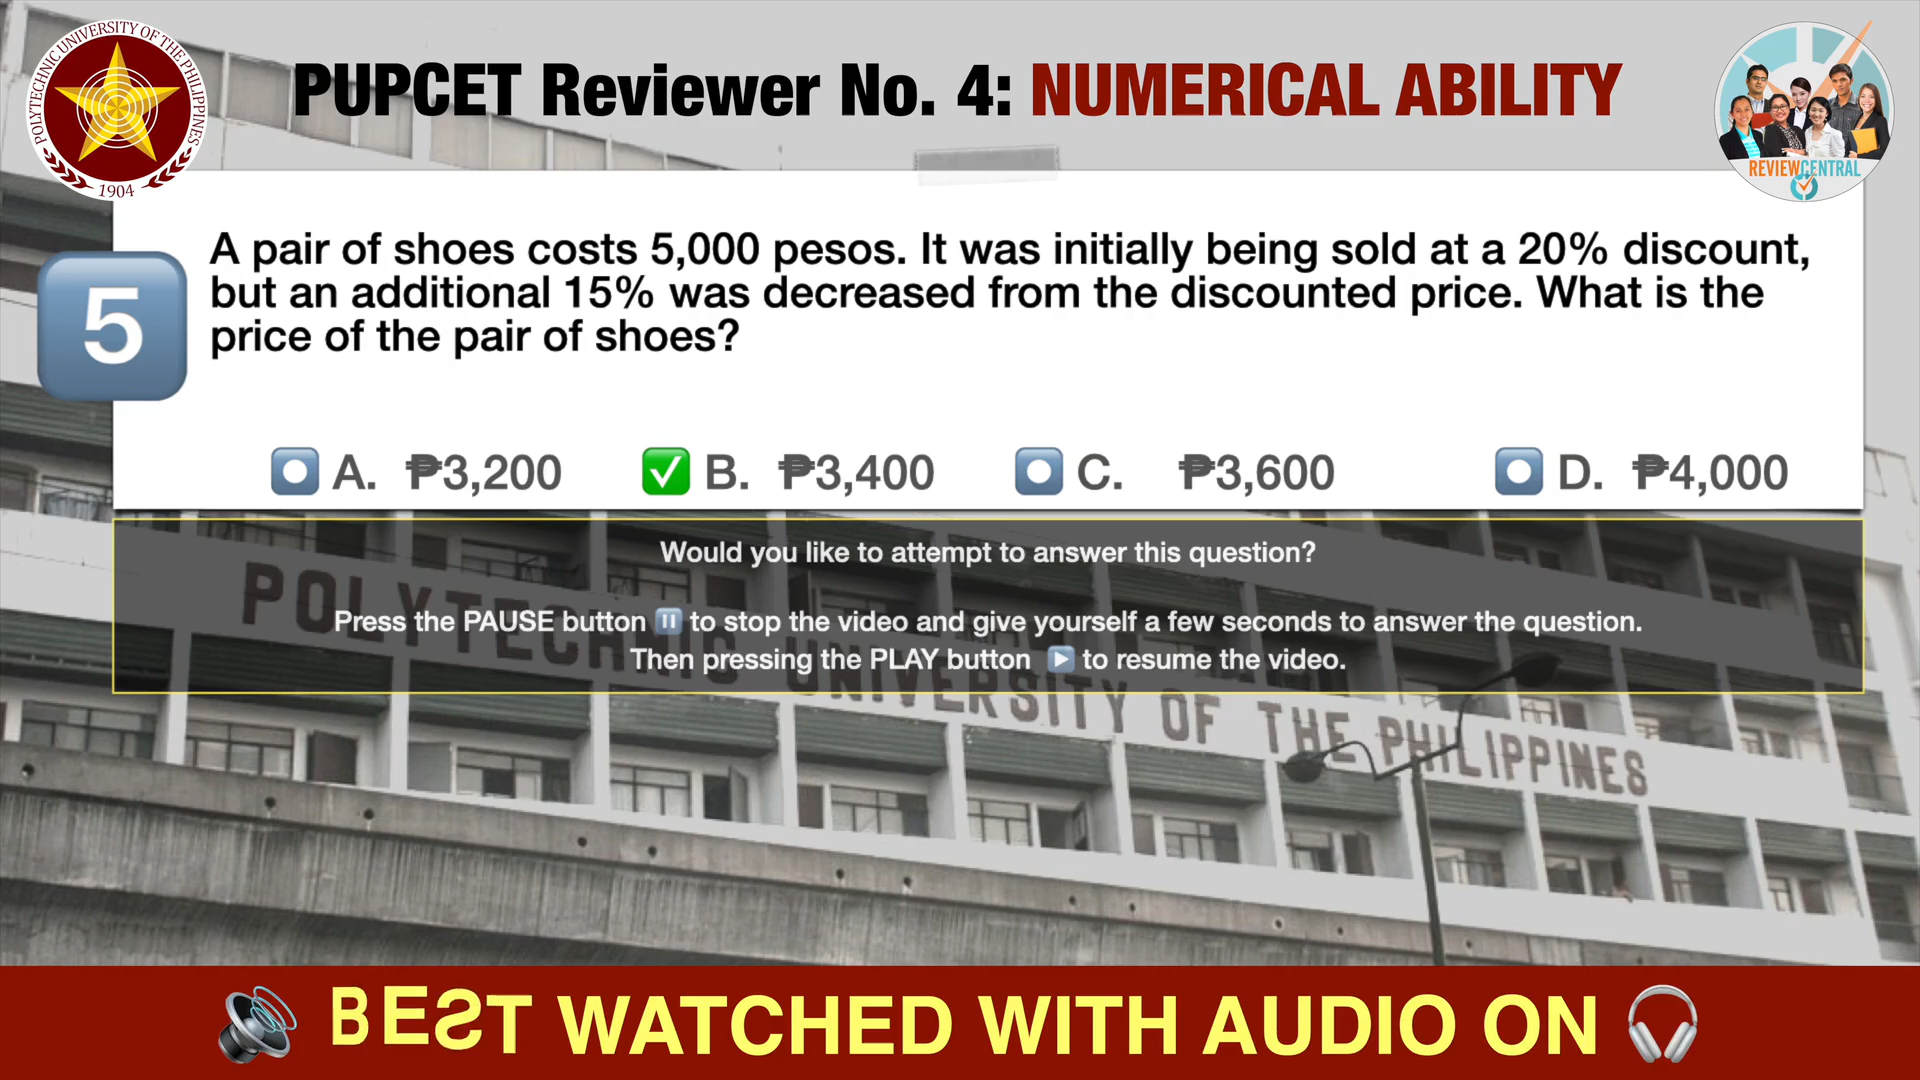 POLYTECHNIC UNIVERSITY OF THE PHILIPPINES
1904
PUPCET Reviewer No. 4: NUMERICAL ABILITY
REVIEWCENTRAL
5
A pair of shoes costs 5,000 pesos. It was initially being sold at a 20% discount,
but an additional 15% was decreased from the discounted price. What is the
price of the pair of shoes?
A. ₱3,200 B. ₱3,400 C. ₱3,600 D. ₱4,000
Would you like to attempt to answer this question?
Press the PAUSE button ⏸ to stop the video and give yourself a few seconds to answer the question.
Then pressing the PLAY button ▶ to resume the video.
POLYTECHNIC UNIVERSITY OF THE PHILIPPINES
BEST WATCHED WITH AUDIO ON